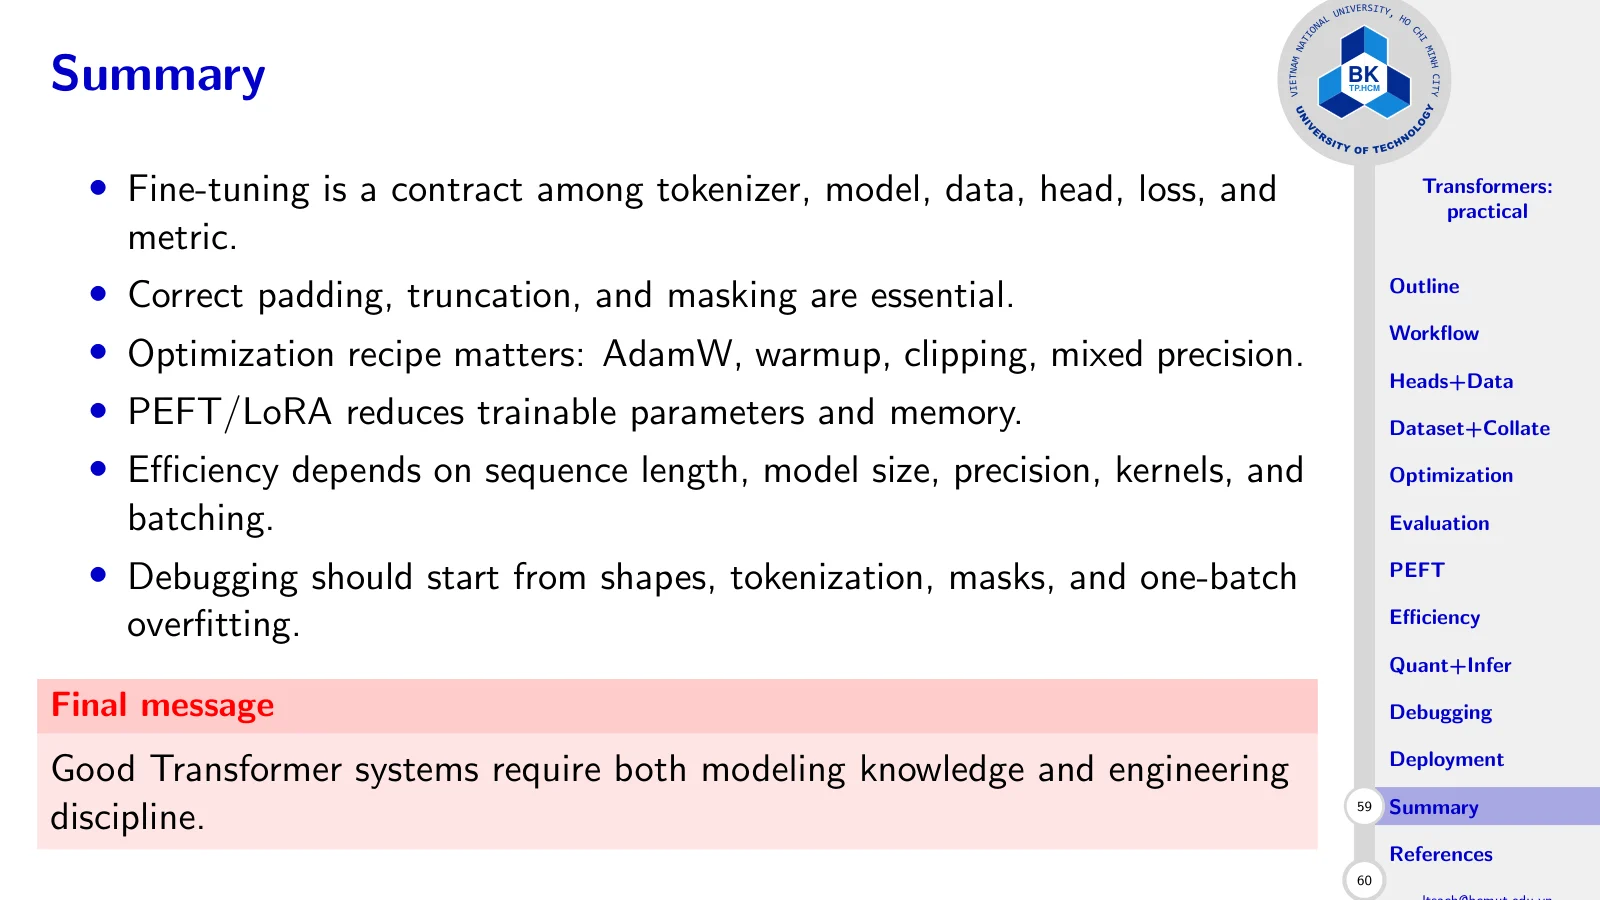 Summary
• Fine-tuning is a contract among tokenizer, model, data, head, loss, and
metric.
• Correct padding, truncation, and masking are essential.
• Optimization recipe matters: AdamW, warmup, clipping, mixed precision.
• PEFT/LoRA reduces trainable parameters and memory.
• Efficiency depends on sequence length, model size, precision, kernels, and
batching.
• Debugging should start from shapes, tokenization, masks, and one-batch
overfitting.
Final message
Good Transformer systems require both modeling knowledge and engineering
discipline.
VIETNAM NATIONAL UNIVERSITY, HO CHI MINH CITY
BK
TP.HCM
UNIVERSITY OF TECHNOLOGY
Transformers:
practical
Outline
Workflow
Heads+Data
Dataset+Collate
Optimization
Evaluation
PEFT
Efficiency
Quant+Infer
Debugging
Deployment
59 Summary
References
60